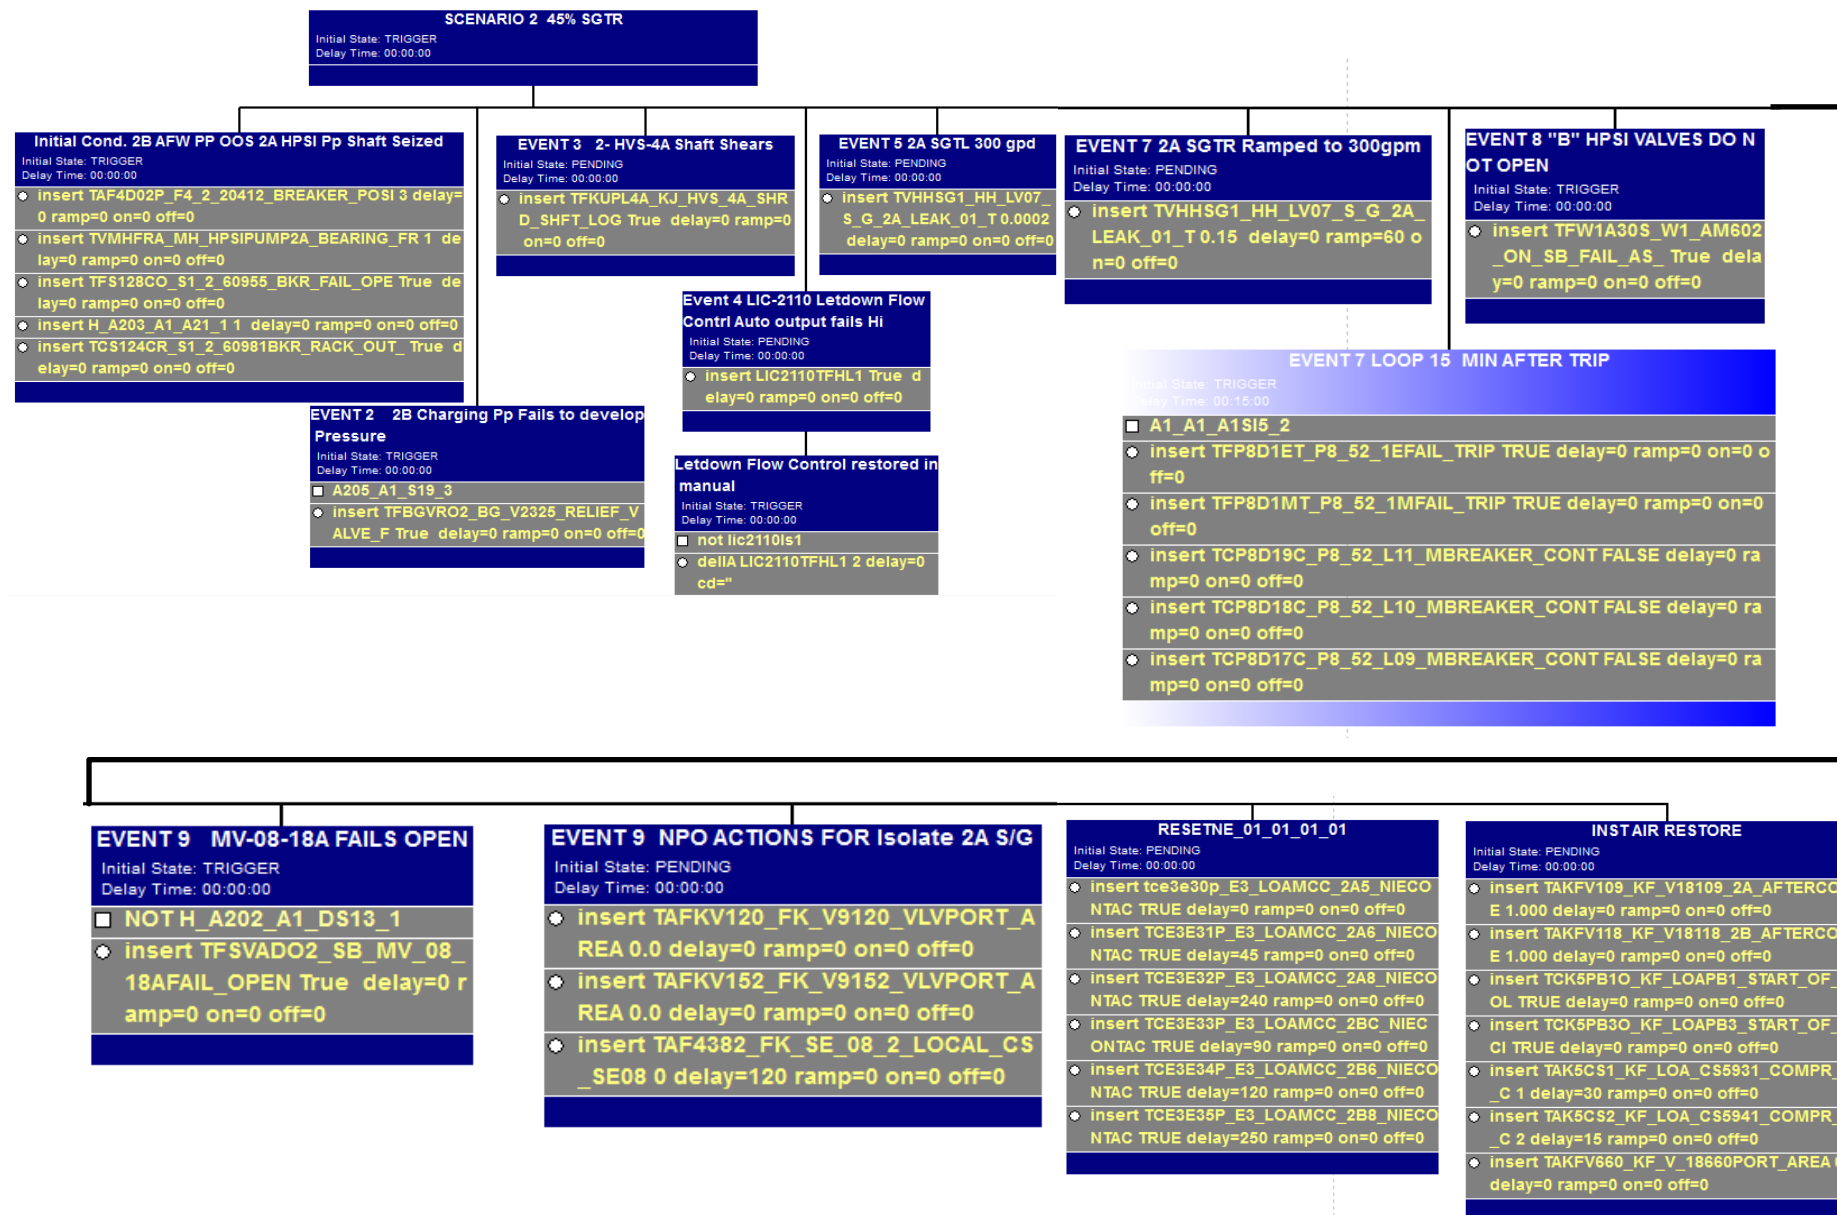 SCENARIO 2  45% SGTR
Initial State: TRIGGER
Delay Time: 00:00:00
Initial Cond. 2B AFW PP OOS 2A HPSI Pp Shaft Seized
Initial State: TRIGGER
Delay Time: 00:00:00
insert TAF4D02P_F4_2_20412_BREAKER_POSI 3 delay=
0 ramp=0 on=0 off=0
insert TVMHFRA_MH_HPSIPUMP2A_BEARING_FR 1  de
lay=0 ramp=0 on=0 off=0
insert TFS128CO_S1_2_60955_BKR_FAIL_OPE True  de
lay=0 ramp=0 on=0 off=0
insert H_A203_A1_A21_1 1  delay=0 ramp=0 on=0 off=0
insert TCS124CR_S1_2_60981BKR_RACK_OUT_ True  d
elay=0 ramp=0 on=0 off=0
EVENT 2    2B Charging Pp Fails to develop
Pressure
Initial State: TRIGGER
Delay Time: 00:00:00
A205_A1_S19_3
insert TFBGVRO2_BG_V2325_RELIEF_V
ALVE_F True  delay=0 ramp=0 on=0 off=0
EVENT 3   2- HVS-4A Shaft Shears
Initial State: PENDING
Delay Time: 00:00:00
insert TFKUPL4A_KJ_HVS_4A_SHR
D_SHFT_LOG True  delay=0 ramp=0
on=0 off=0
Event 4 LIC-2110 Letdown Flow
Contrl Auto output fails Hi
Initial State: PENDING
Delay Time: 00:00:00
insert LIC2110TFHL1 True  d
elay=0 ramp=0 on=0 off=0
Letdown Flow Control restored in
manual
Initial State: TRIGGER
Delay Time: 00:00:00
not lic2110ls1
dellA LIC2110TFHL1 2 delay=0
cd=''
EVENT 5 2A SGTL 300 gpd
Initial State: PENDING
Delay Time: 00:00:00
insert TVHHSG1_HH_LV07_
S_G_2A_LEAK_01_T 0.0002
delay=0 ramp=0 on=0 off=0
EVENT 7 2A SGTR Ramped to 300gpm
Initial State: PENDING
Delay Time: 00:00:00
insert TVHHSG1_HH_LV07_S_G_2A_
LEAK_01_T 0.15  delay=0 ramp=60 o
n=0 off=0
EVENT 8 "B" HPSI VALVES DO N
OT OPEN
Initial State: TRIGGER
Delay Time: 00:00:00
insert TFW1A30S_W1_AM602
_ON_SB_FAIL_AS_ True  dela
y=0 ramp=0 on=0 off=0
EVENT 7 LOOP 15  MIN AFTER TRIP
Initial State: TRIGGER
Delay Time: 00:15:00
A1_A1_A1SI5_2
insert TFP8D1ET_P8_52_1EFAIL_TRIP TRUE delay=0 ramp=0 on=0 o
ff=0
insert TFP8D1MT_P8_52_1MFAIL_TRIP TRUE delay=0 ramp=0 on=0
off=0
insert TCP8D19C_P8_52_L11_MBREAKER_CONT FALSE delay=0 ra
mp=0 on=0 off=0
insert TCP8D18C_P8_52_L10_MBREAKER_CONT FALSE delay=0 ra
mp=0 on=0 off=0
insert TCP8D17C_P8_52_L09_MBREAKER_CONT FALSE delay=0 ra
mp=0 on=0 off=0
EVENT 9   MV-08-18A FAILS OPEN
Initial State: TRIGGER
Delay Time: 00:00:00
NOT H_A202_A1_DS13_1
insert TFSVADO2_SB_MV_08_
18AFAIL_OPEN True  delay=0 r
amp=0 on=0 off=0
EVENT 9  NPO ACTIONS FOR Isolate 2A S/G
Initial State: PENDING
Delay Time: 00:00:00
insert TAFKV120_FK_V9120_VLVPORT_A
REA 0.0 delay=0 ramp=0 on=0 off=0
insert TAFKV152_FK_V9152_VLVPORT_A
REA 0.0 delay=0 ramp=0 on=0 off=0
insert TAF4382_FK_SE_08_2_LOCAL_CS
_SE08 0 delay=120 ramp=0 on=0 off=0
RESETNE_01_01_01_01
Initial State: PENDING
Delay Time: 00:00:00
insert tce3e30p_E3_LOAMCC_2A5_NIECO
NTAC TRUE delay=0 ramp=0 on=0 off=0
insert TCE3E31P_E3_LOAMCC_2A6_NIECO
NTAC TRUE delay=45 ramp=0 on=0 off=0
insert TCE3E32P_E3_LOAMCC_2A8_NIECO
NTAC TRUE delay=240 ramp=0 on=0 off=0
insert TCE3E33P_E3_LOAMCC_2BC_NIEC
ONTAC TRUE delay=90 ramp=0 on=0 off=0
insert TCE3E34P_E3_LOAMCC_2B6_NIECO
NTAC TRUE delay=120 ramp=0 on=0 off=0
insert TCE3E35P_E3_LOAMCC_2B8_NIECO
NTAC TRUE delay=250 ramp=0 on=0 off=0
INST AIR RESTORE
Initial State: PENDING
Delay Time: 00:00:00
insert TAKFV109_KF_V18109_2A_AFTERCO
E 1.000 delay=0 ramp=0 on=0 off=0
insert TAKFV118_KF_V18118_2B_AFTERCO
E 1.000 delay=0 ramp=0 on=0 off=0
insert TCK5PB1O_KF_LOAPB1_START_OF_
OL TRUE delay=0 ramp=0 on=0 off=0
insert TCK5PB3O_KF_LOAPB3_START_OF_
CI TRUE delay=0 ramp=0 on=0 off=0
insert TAK5CS1_KF_LOA_CS5931_COMPR_
_C 1 delay=30 ramp=0 on=0 off=0
insert TAK5CS2_KF_LOA_CS5941_COMPR_
_C 2 delay=15 ramp=0 on=0 off=0
insert TAKFV660_KF_V_18660PORT_AREA
delay=0 ramp=0 on=0 off=0